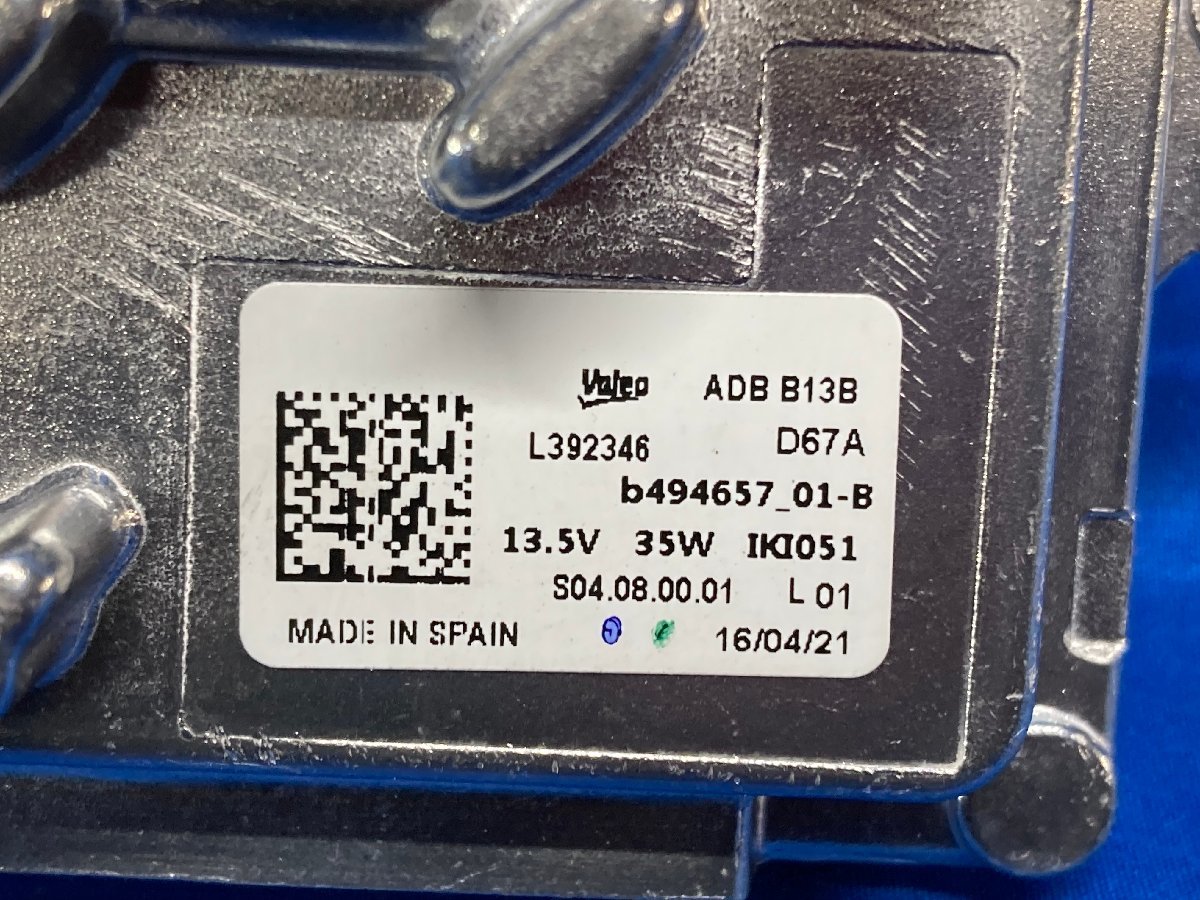 Valeo ADB B13B
L392346 D67A
b494657_01-B
13.5V 35W IKI051
S04.08.00.01 L 01
MADE IN SPAIN 16/04/21